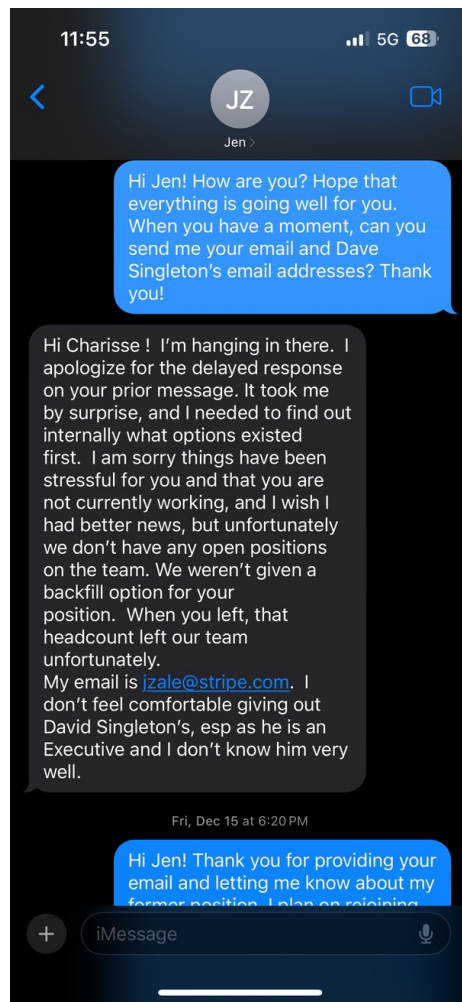 11:55
5G 68
JZ
Jen
Hi Jen! How are you? Hope that
everything is going well for you.
When you have a moment, can you
send me your email and Dave
Singleton's email addresses? Thank
you!
Hi Charisse ! I'm hanging in there. I
apologize for the delayed response
on your prior message. It took me
by surprise, and I needed to find out
internally what options existed
first. I am sorry things have been
stressful for you and that you are
not currently working, and I wish I
had better news, but unfortunately
we don't have any open positions
on the team. We weren't given a
backfill option for your
position. When you left, that
headcount left our team
unfortunately.
My email is jzale@stripe.com. I
don't feel comfortable giving out
David Singleton's, esp as he is an
Executive and I don't know him very
well.
Fri, Dec 15 at 6:20 PM
Hi Jen! Thank you for providing your
email and letting me know about my
former position. I plan on rejoining
iMessage